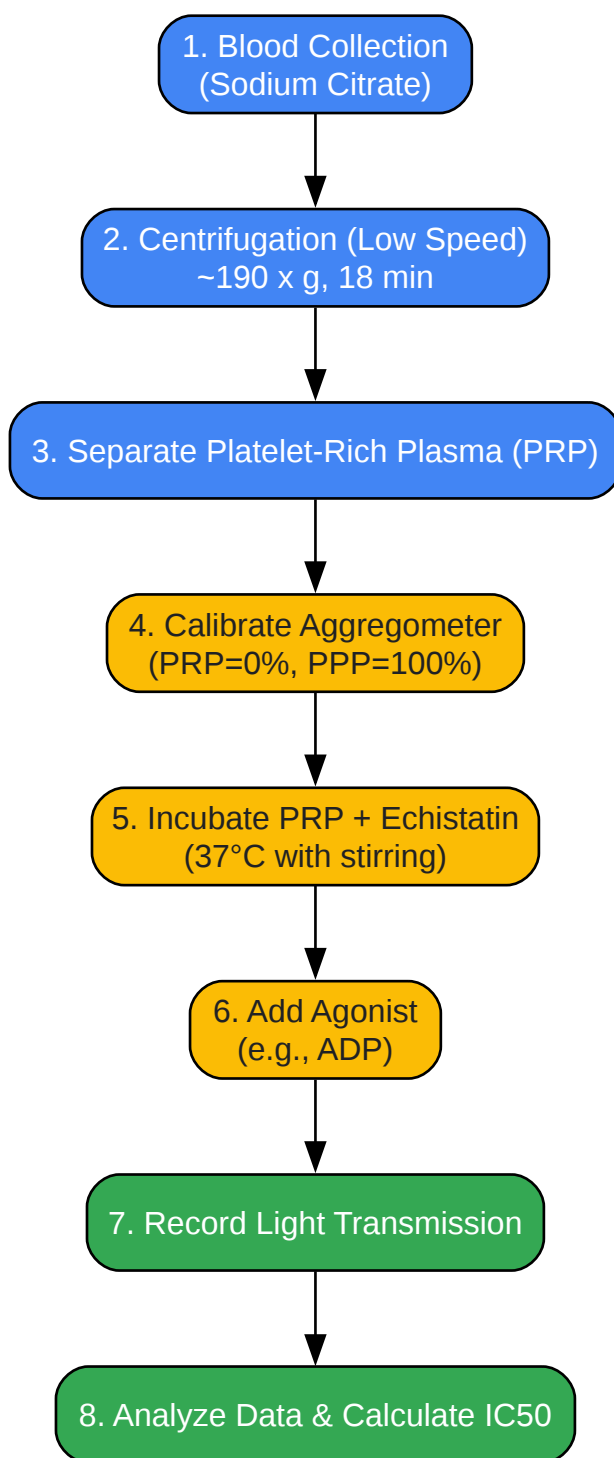 1. Blood Collection
(Sodium Citrate)
2. Centrifugation (Low Speed)
~190 x g, 18 min
3. Separate Platelet-Rich Plasma (PRP)
4. Calibrate Aggregometer
(PRP=0%, PPP=100%)
5. Incubate PRP + Echistatin
(37°C with stirring)
6. Add Agonist
(e.g., ADP)
7. Record Light Transmission
8. Analyze Data & Calculate IC50